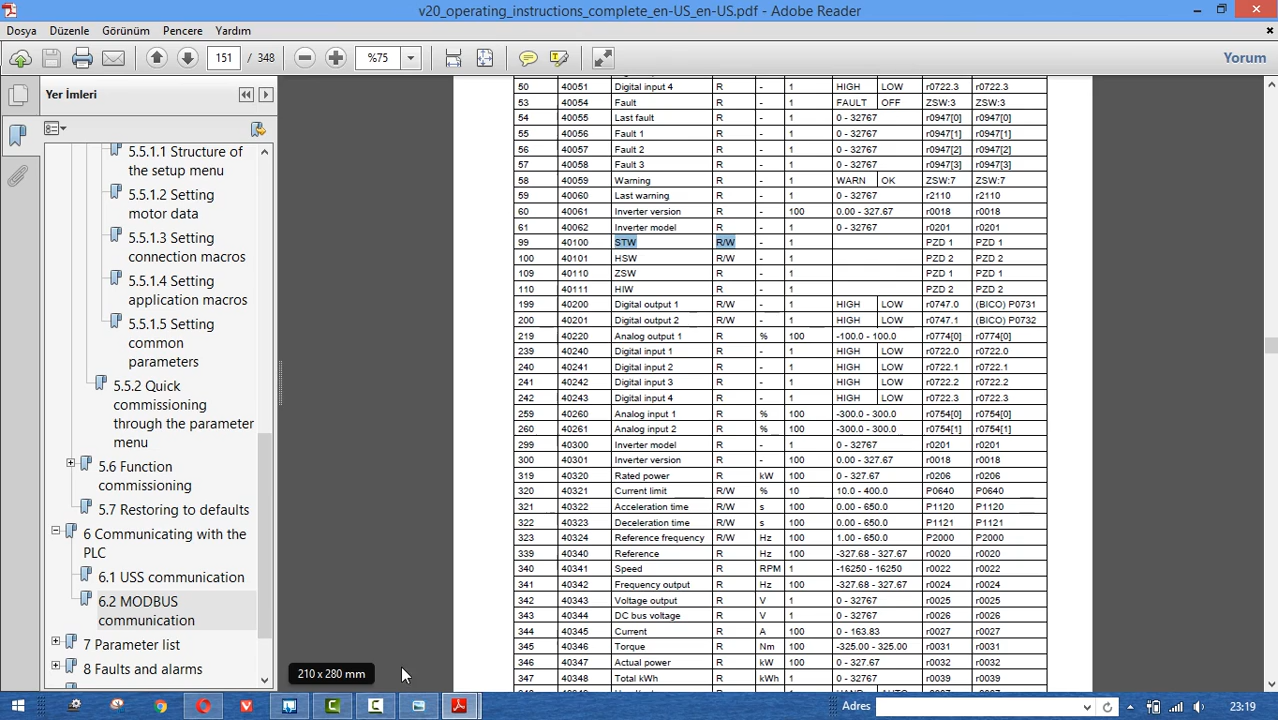 v20_operating_instructions_complete_en-US_en-US.pdf - Adobe Reader
Dosya Düzenle Görünüm Pencere Yardım
151 / 348 %75 Yorum
Yer İmleri
5.5.1.1 Structure of
the setup menu
5.5.1.2 Setting
motor data
5.5.1.3 Setting
connection macros
5.5.1.4 Setting
application macros
5.5.1.5 Setting
common
parameters
5.5.2 Quick
commissioning
through the parameter
menu
5.6 Function
commissioning
5.7 Restoring to defaults
6 Communicating with the
PLC
6.1 USS communication
6.2 MODBUS
communication
7 Parameter list
8 Faults and alarms
50 40051 Digital input 4 R - 1 HIGH LOW r0722.3 r0722.3
53 40054 Fault R - 1 FAULT OFF ZSW:3 ZSW:3
54 40055 Last fault R - 1 0 - 32767 r0947[0] r0947[0]
55 40056 Fault 1 R - 1 0 - 32767 r0947[1] r0947[1]
56 40057 Fault 2 R - 1 0 - 32767 r0947[2] r0947[2]
57 40058 Fault 3 R - 1 0 - 32767 r0947[3] r0947[3]
58 40059 Warning R - 1 WARN OK ZSW:7 ZSW:7
59 40060 Last warning R - 1 0 - 32767 r2110 r2110
60 40061 Inverter version R - 100 0.00 - 327.67 r0018 r0018
61 40062 Inverter model R - 1 0 - 32767 r0201 r0201
99 40100 STW R/W - 1 PZD 1 PZD 1
100 40101 HSW R/W - 1 PZD 2 PZD 2
109 40110 ZSW R - 1 PZD 1 PZD 1
110 40111 HIW R - 1 PZD 2 PZD 2
199 40200 Digital output 1 R/W - 1 HIGH LOW r0747.0 (BICO) P0731
200 40201 Digital output 2 R/W - 1 HIGH LOW r0747.1 (BICO) P0732
219 40220 Analog output 1 R % 100 -100.0 - 100.0 r0774[0] r0774[0]
239 40240 Digital input 1 R - 1 HIGH LOW r0722.0 r0722.0
240 40241 Digital input 2 R - 1 HIGH LOW r0722.1 r0722.1
241 40242 Digital input 3 R - 1 HIGH LOW r0722.2 r0722.2
242 40243 Digital input 4 R - 1 HIGH LOW r0722.3 r0722.3
259 40260 Analog input 1 R % 100 -300.0 - 300.0 r0754[0] r0754[0]
260 40261 Analog input 2 R % 100 -300.0 - 300.0 r0754[1] r0754[1]
299 40300 Inverter model R - 1 0 - 32767 r0201 r0201
300 40301 Inverter version R - 100 0.00 - 327.67 r0018 r0018
319 40320 Rated power R kW 100 0 - 327.67 r0206 r0206
320 40321 Current limit R/W % 10 10.0 - 400.0 P0640 P0640
321 40322 Acceleration time R/W s 100 0.00 - 650.0 P1120 P1120
322 40323 Deceleration time R/W s 100 0.00 - 650.0 P1121 P1121
323 40324 Reference frequency R/W Hz 100 1.00 - 650.0 P2000 P2000
339 40340 Reference R Hz 100 -327.68 - 327.67 r0020 r0020
340 40341 Speed R RPM 1 -16250 - 16250 r0022 r0022
341 40342 Frequency output R Hz 100 -327.68 - 327.67 r0024 r0024
342 40343 Voltage output R V 1 0 - 32767 r0025 r0025
343 40344 DC bus voltage R V 1 0 - 32767 r0026 r0026
344 40345 Current R A 100 0 - 163.83 r0027 r0027
345 40346 Torque R Nm 100 -325.00 - 325.00 r0031 r0031
346 40347 Actual power R kW 100 0 - 327.67 r0032 r0032
347 40348 Total kWh R kWh 1 0 - 32767 r0039 r0039
210 x 280 mm
Adres 23:19